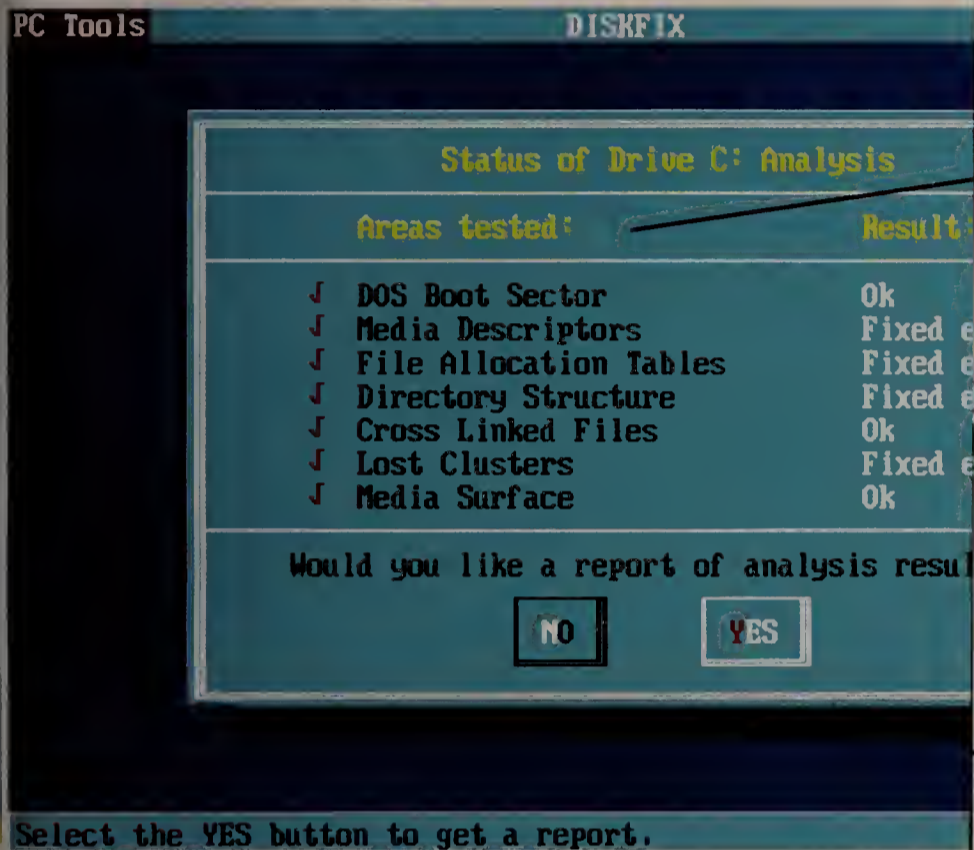 PC Tools DISKFIX
Status of Drive C: Analysis
Areas tested: Result
√ DOS Boot Sector Ok
√ Media Descriptors Fixed e
√ File Allocation Tables Fixed e
√ Directory Structure Fixed e
√ Cross Linked Files Ok
√ Lost Clusters Fixed e
√ Media Surface Ok
Would you like a report of analysis resul
NO YES
Select the YES button to get a report.